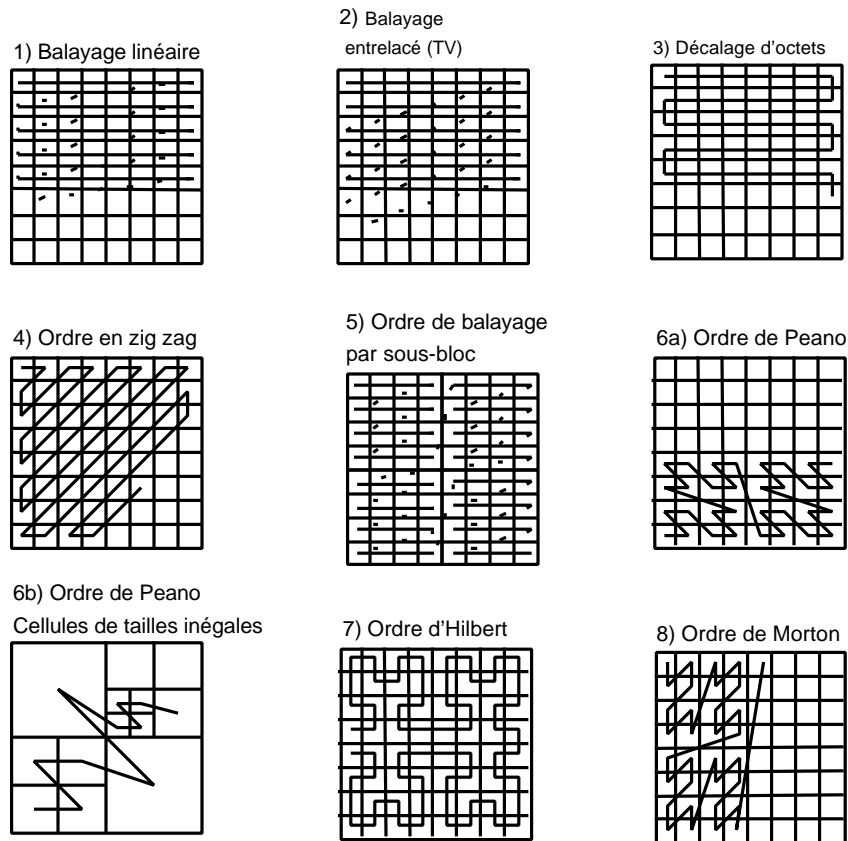 1) Balayage linéaire
2) Balayage
entrelacé (TV)
3) Décalage d'octets
4) Ordre en zig zag
5) Ordre de balayage
par sous-bloc
6a) Ordre de Peano
6b) Ordre de Peano
Cellules de tailles inégales
7) Ordre d'Hilbert
8) Ordre de Morton